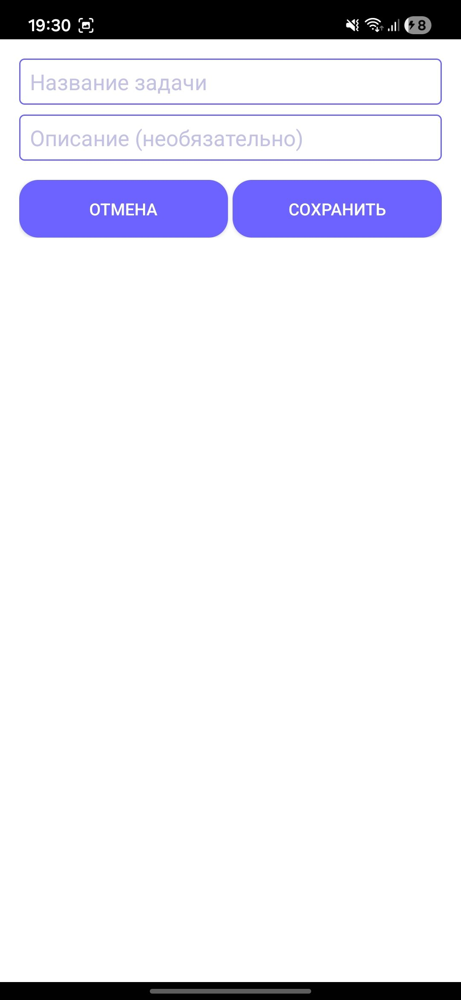 19:30 8
Название задачи
Описание (необязательно)
ОТМЕНА СОХРАНИТЬ